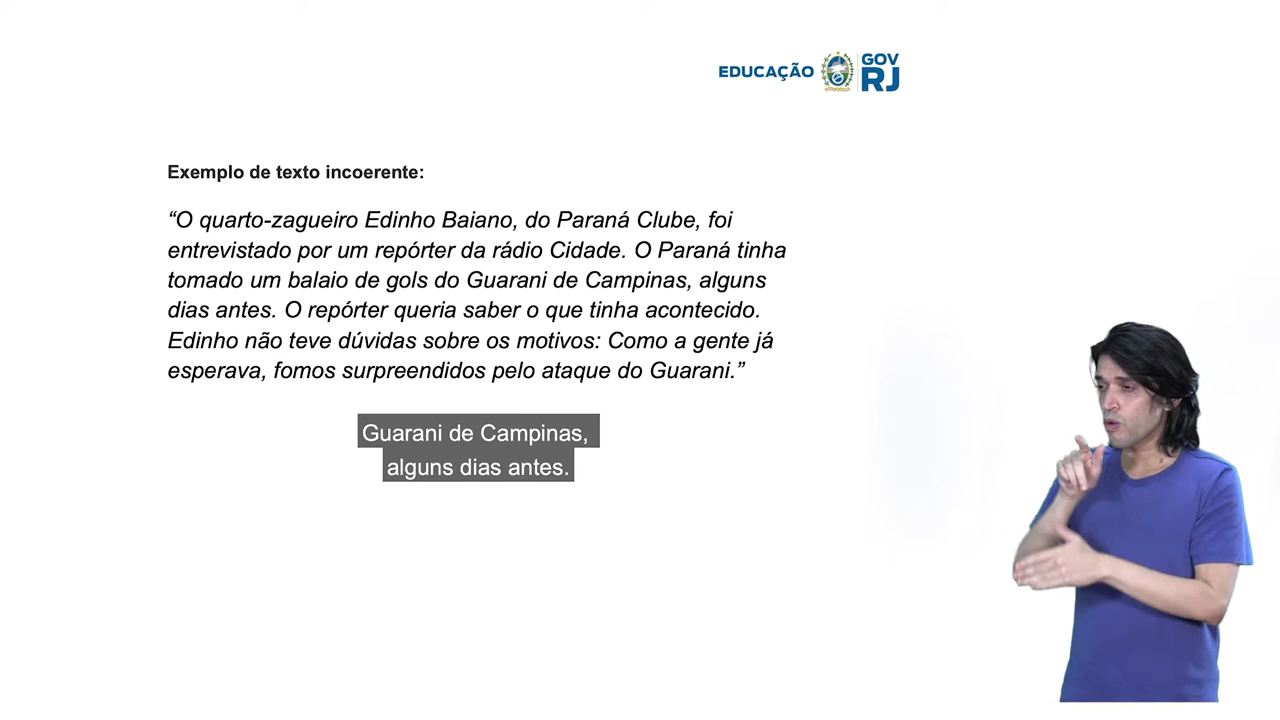 EDUCAÇÃO GOV RJ
Exemplo de texto incoerente:
“O quarto-zagueiro Edinho Baiano, do Paraná Clube, foi
entrevistado por um repórter da rádio Cidade. O Paraná tinha
tomado um balaio de gols do Guarani de Campinas, alguns
dias antes. O repórter queria saber o que tinha acontecido.
Edinho não teve dúvidas sobre os motivos: Como a gente já
esperava, fomos surpreendidos pelo ataque do Guarani.”
Guarani de Campinas,
alguns dias antes.